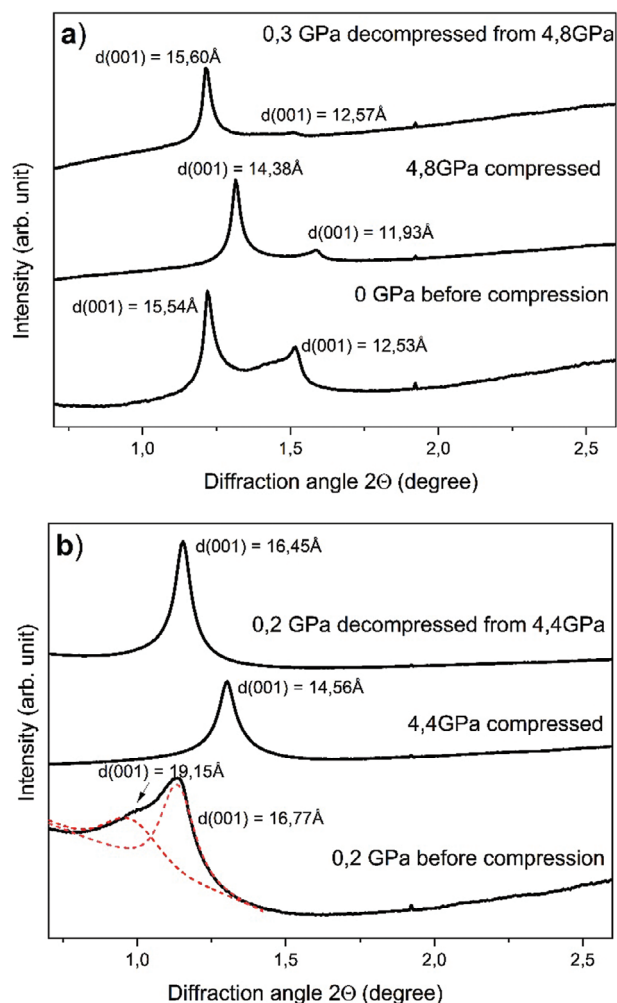 a)
0,3 GPa decompressed from 4,8GPa
d(001) = 15,60Å
d(001) = 12,57Å
d(001) = 14,38Å
4,8GPa compressed
d(001) = 11,93Å
0 GPa before compression
d(001) = 15,54Å
d(001) = 12,53Å
Intensity (arb. unit)
1,0 1,5 2,0 2,5
Diffraction angle 2Θ (degree)
b)
d(001) = 16,45Å
0,2 GPa decompressed from 4,4GPa
d(001) = 14,56Å
4,4GPa compressed
d(001) = 19,15Å
d(001) = 16,77Å
0,2 GPa before compression
Intensity (arb. unit)
1,0 1,5 2,0 2,5
Diffraction angle 2Θ (degree)